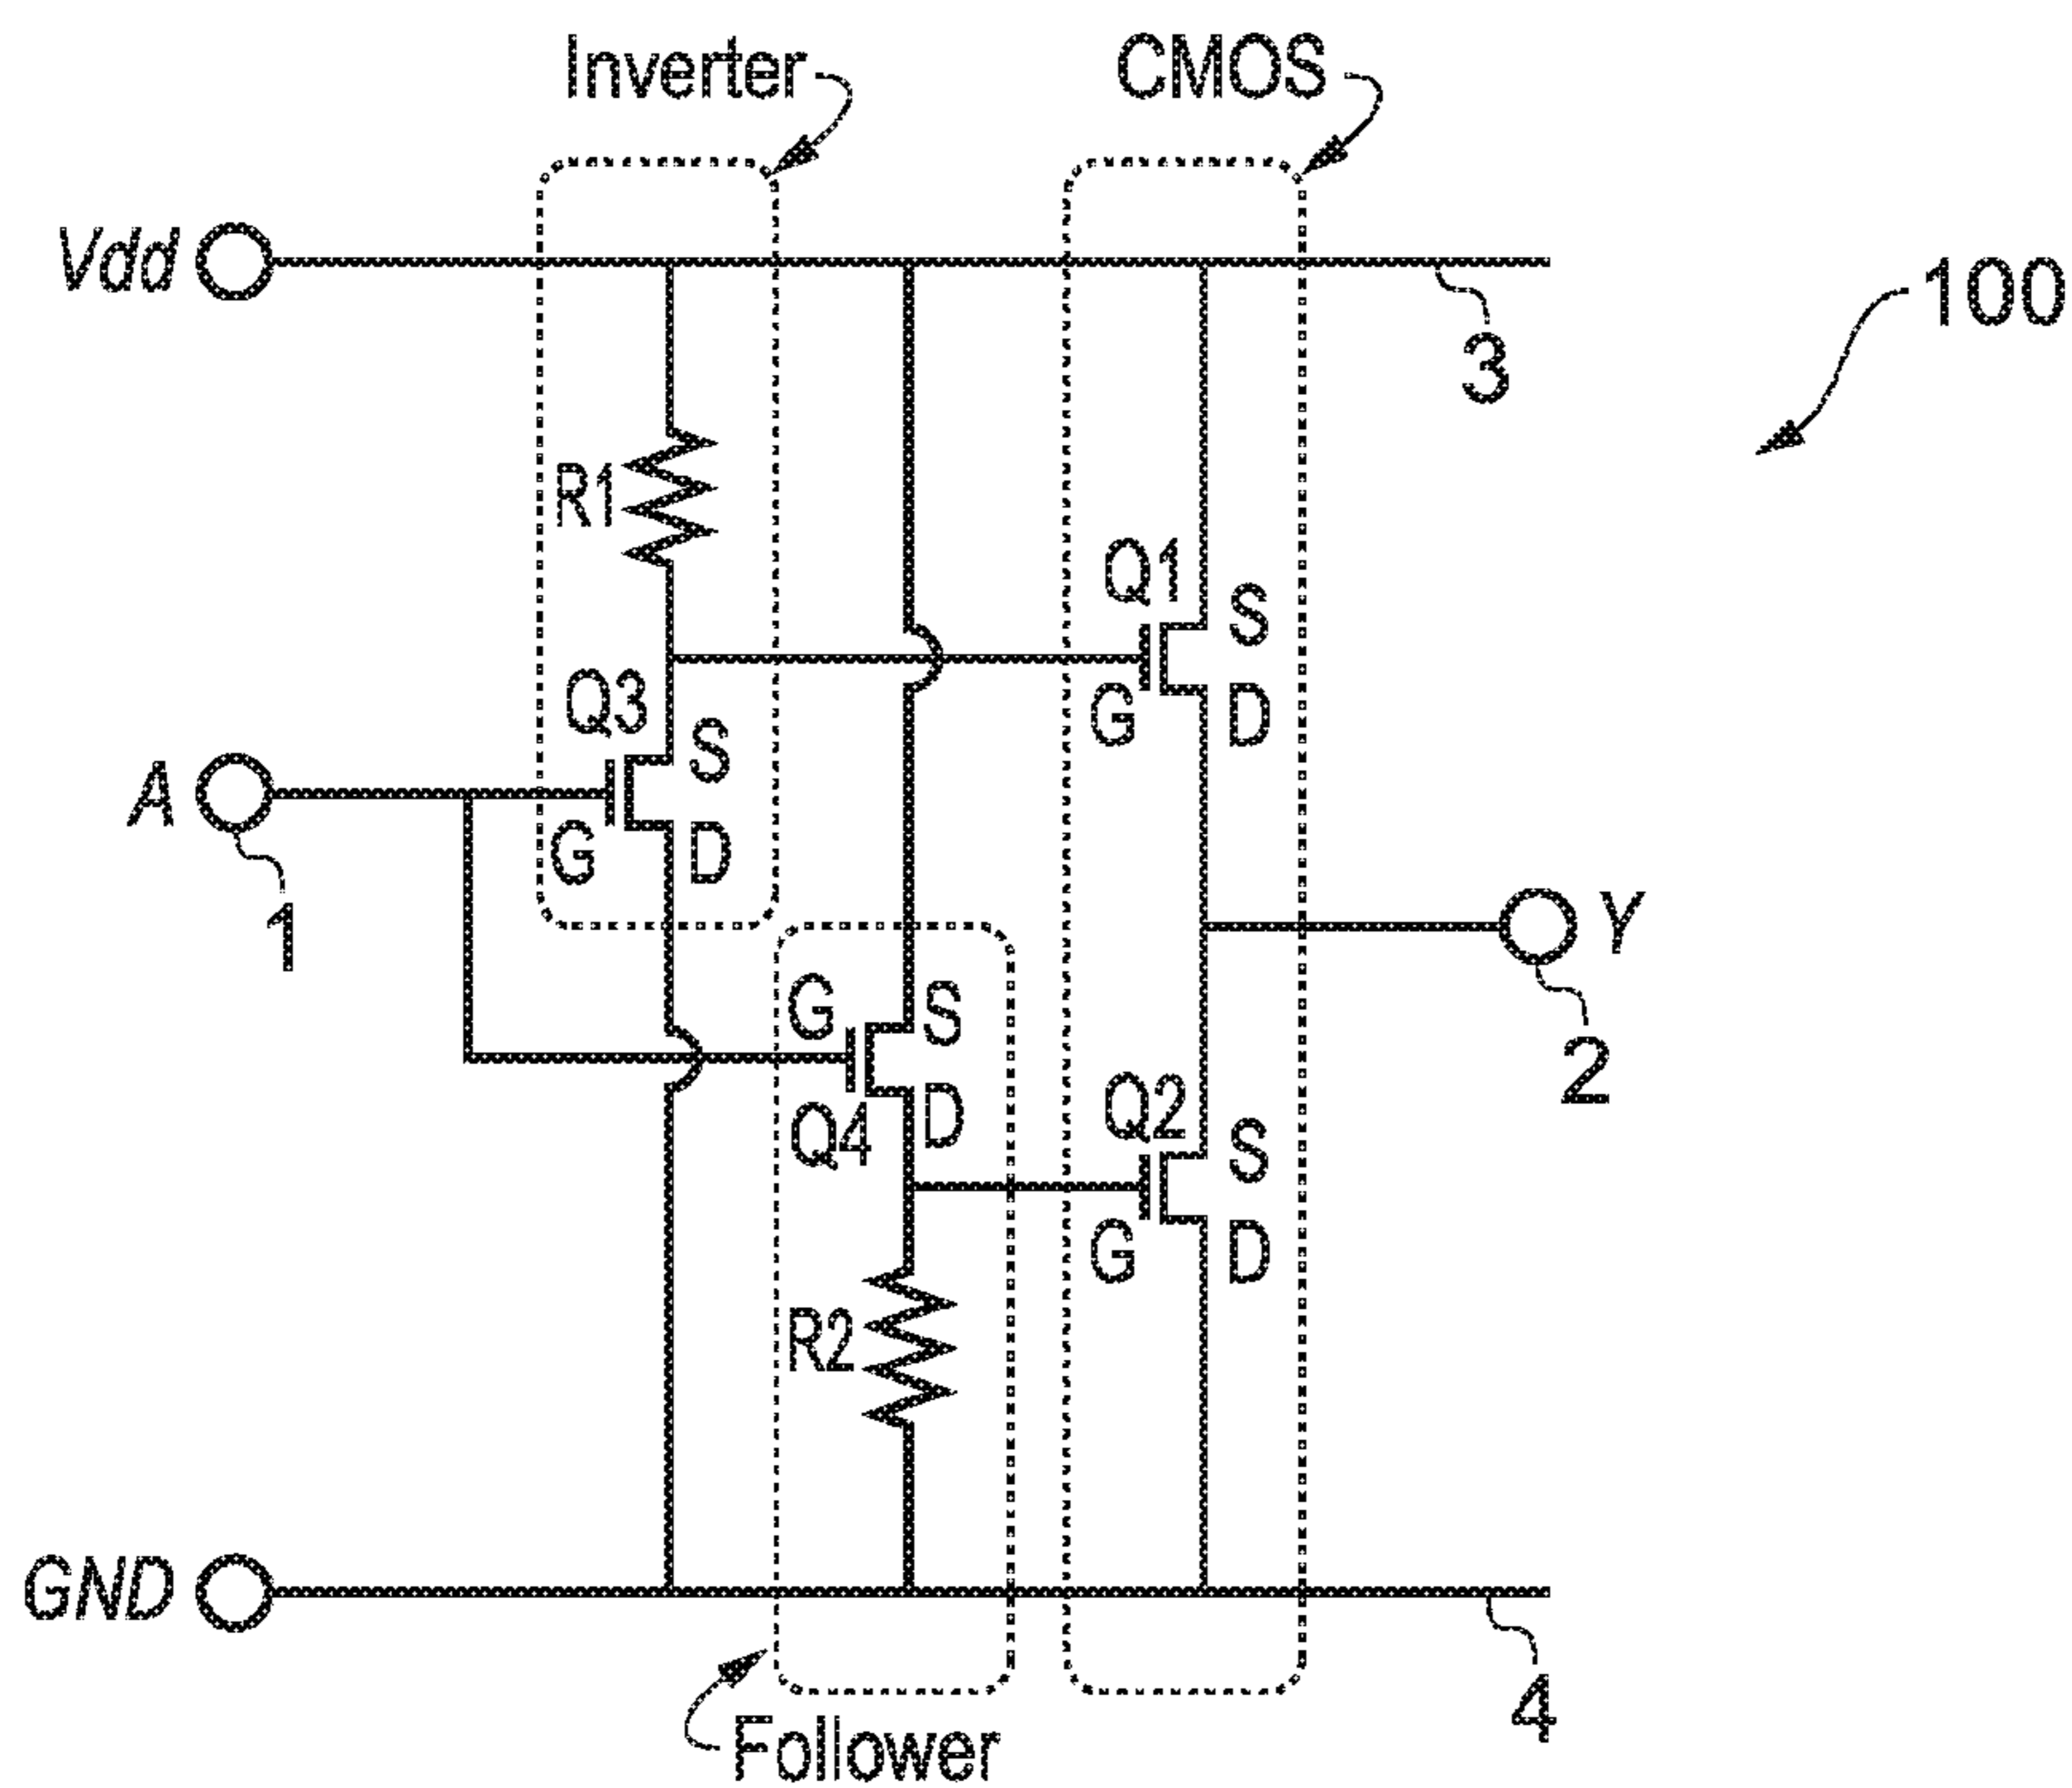 Inverter
CMOS
Vdd
100
3
R1
Q1
S
G
D
Q3
S
A
G
D
1
Y
G
S
2
Q4
D
Q2
S
G
D
R2
GND
4
Follower